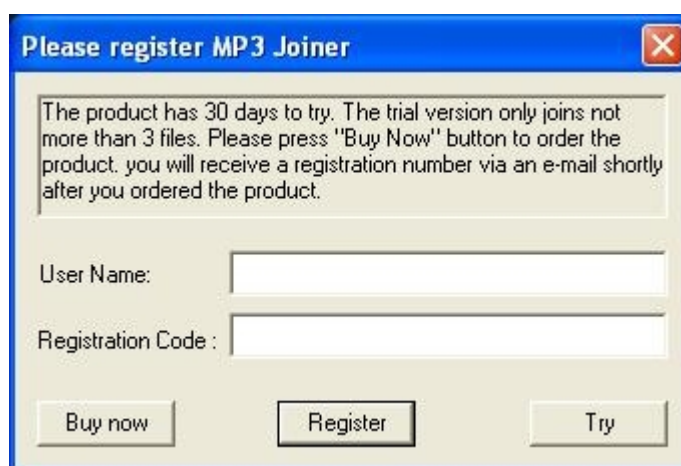 Please register MP3 Joiner
The product has 30 days to try. The trial version only joins not
more than 3 files. Please press "Buy Now" button to order the
product. you will receive a registration number via an e-mail shortly
after you ordered the product.
User Name:
Registration Code :
Buy now Register Try